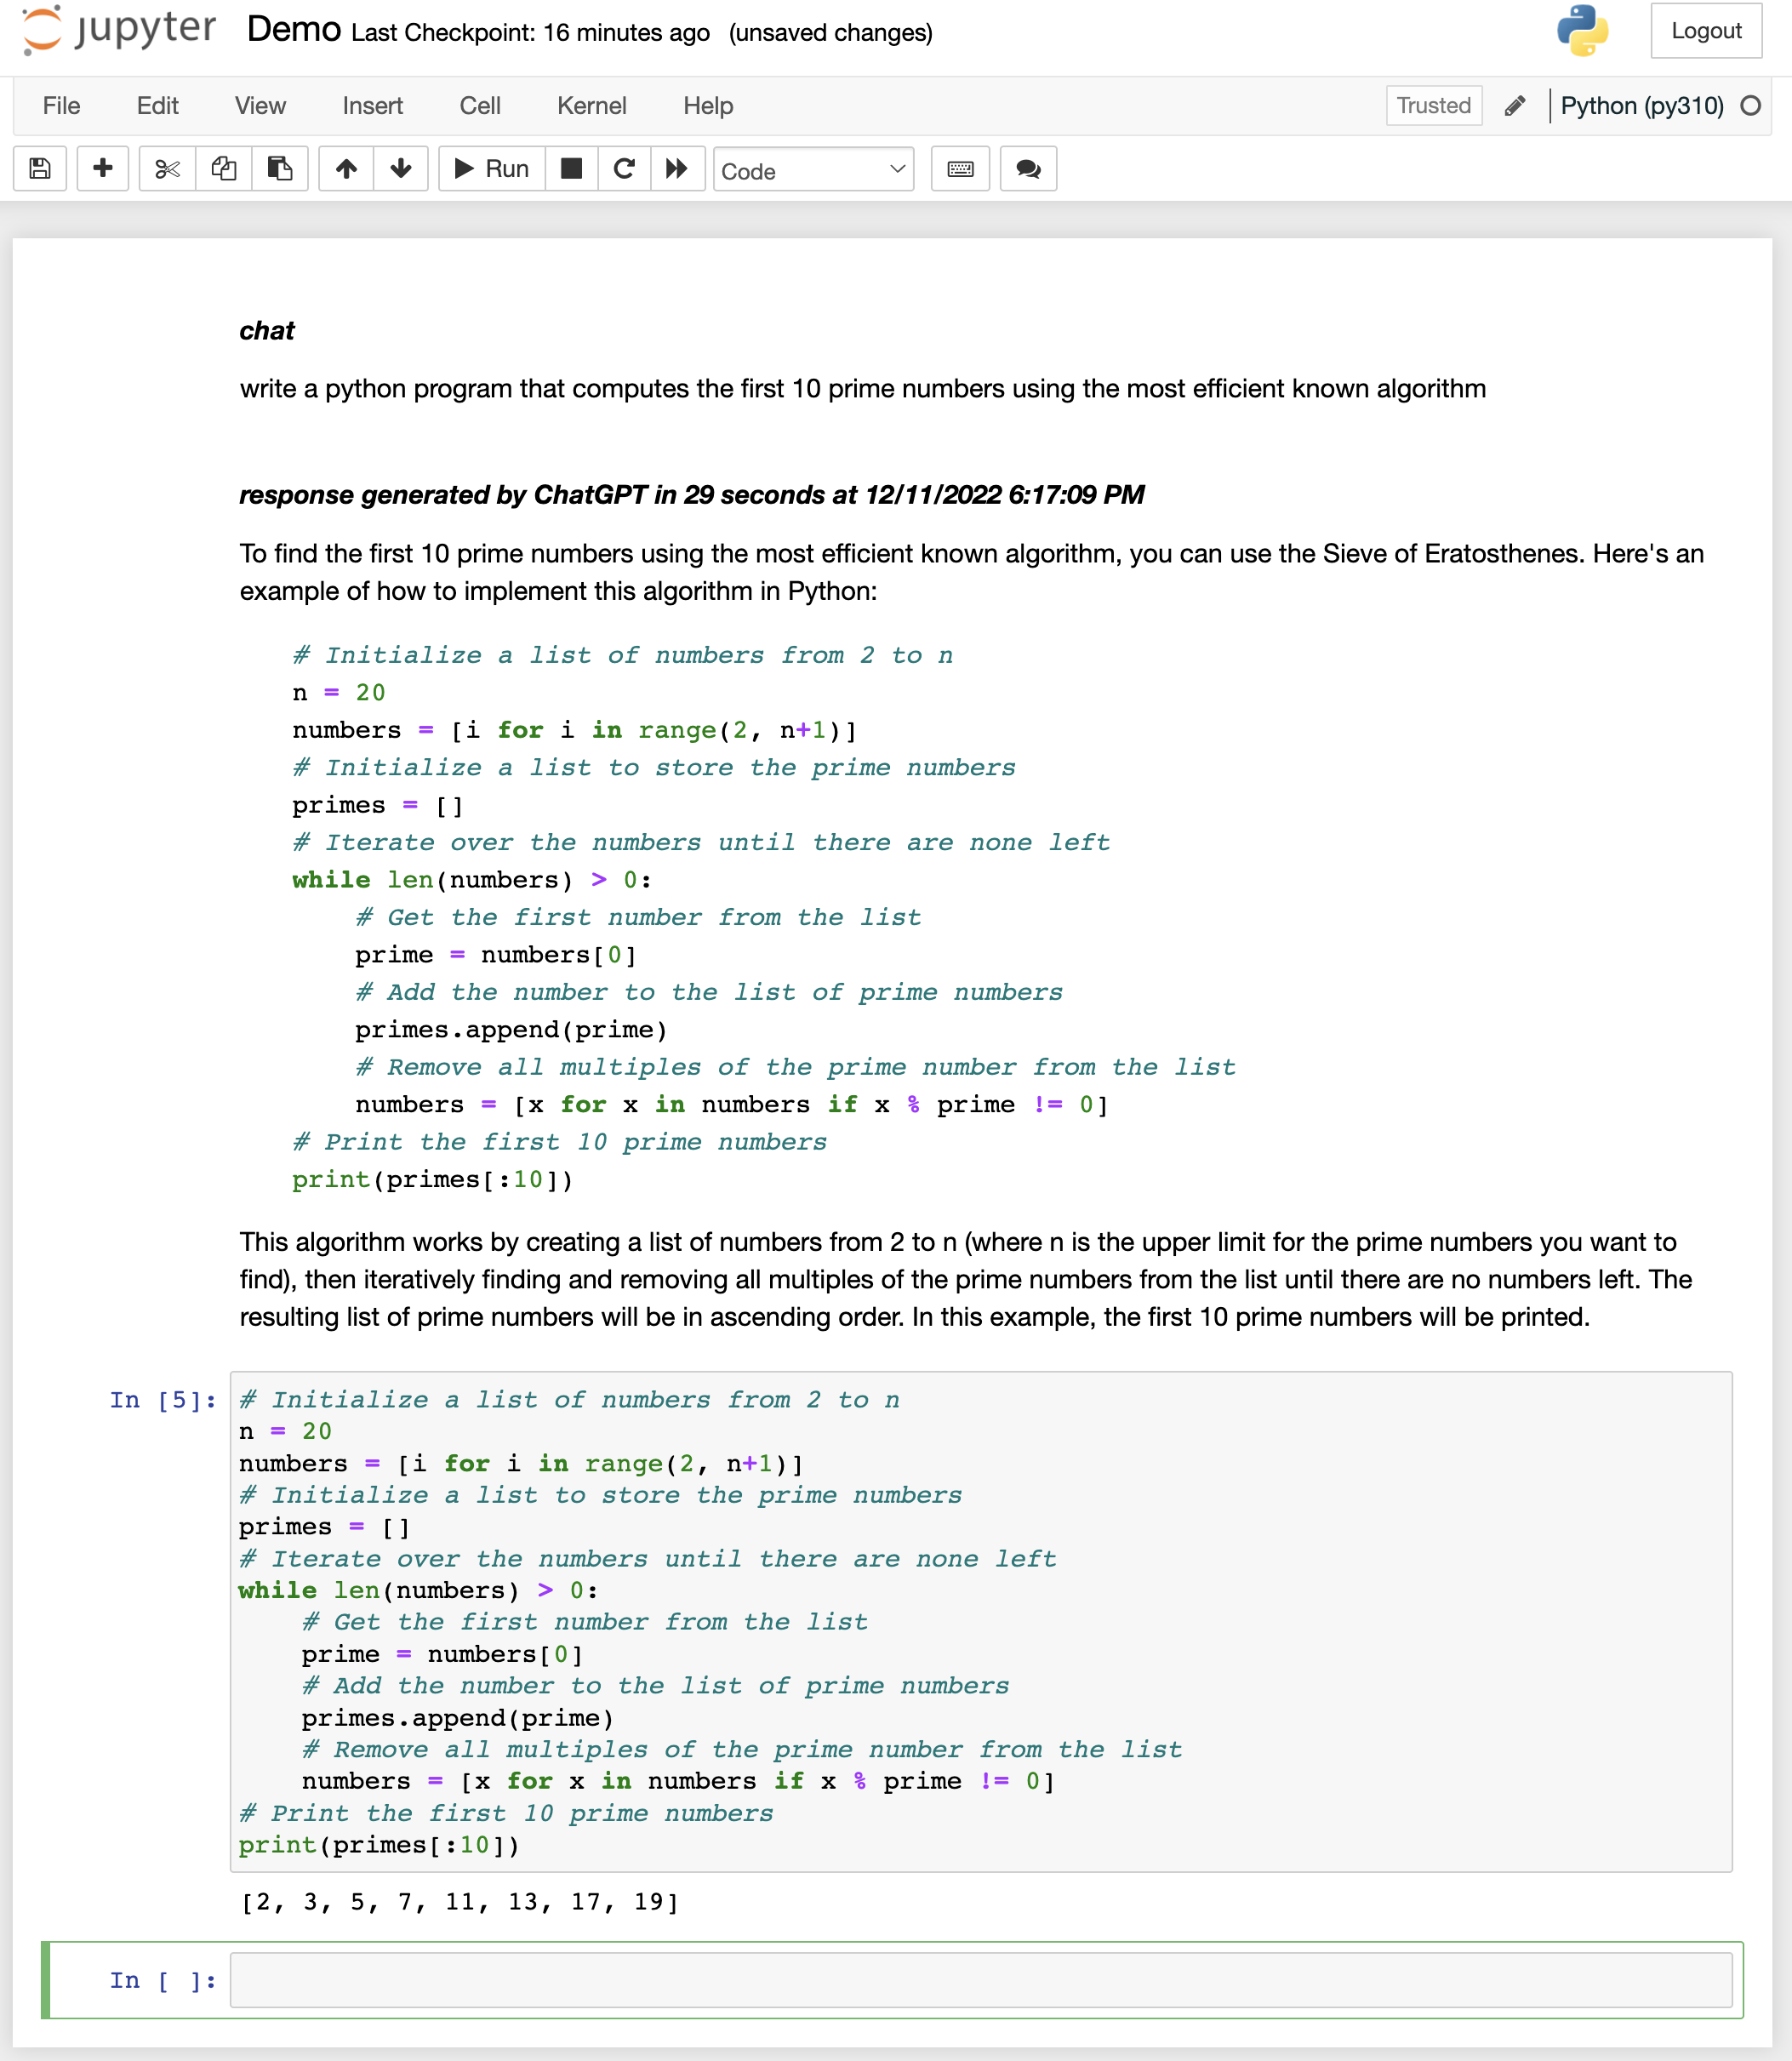 jupyter Demo Last Checkpoint: 16 minutes ago (unsaved changes) Logout
File Edit View Insert Cell Kernel Help Trusted Python (py310)
Run Code
chat
write a python program that computes the first 10 prime numbers using the most efficient known algorithm
response generated by ChatGPT in 29 seconds at 12/11/2022 6:17:09 PM
To find the first 10 prime numbers using the most efficient known algorithm, you can use the Sieve of Eratosthenes. Here's an
example of how to implement this algorithm in Python:
# Initialize a list of numbers from 2 to n
n = 20
numbers = [i for i in range(2, n+1)]
# Initialize a list to store the prime numbers
primes = []
# Iterate over the numbers until there are none left
while len(numbers) > 0:
    # Get the first number from the list
    prime = numbers[0]
    # Add the number to the list of prime numbers
    primes.append(prime)
    # Remove all multiples of the prime number from the list
    numbers = [x for x in numbers if x % prime != 0]
# Print the first 10 prime numbers
print(primes[:10])
This algorithm works by creating a list of numbers from 2 to n (where n is the upper limit for the prime numbers you want to
find), then iteratively finding and removing all multiples of the prime numbers from the list until there are no numbers left. The
resulting list of prime numbers will be in ascending order. In this example, the first 10 prime numbers will be printed.
In [5]: # Initialize a list of numbers from 2 to n
n = 20
numbers = [i for i in range(2, n+1)]
# Initialize a list to store the prime numbers
primes = []
# Iterate over the numbers until there are none left
while len(numbers) > 0:
    # Get the first number from the list
    prime = numbers[0]
    # Add the number to the list of prime numbers
    primes.append(prime)
    # Remove all multiples of the prime number from the list
    numbers = [x for x in numbers if x % prime != 0]
# Print the first 10 prime numbers
print(primes[:10])
[2, 3, 5, 7, 11, 13, 17, 19]
In [ ]: